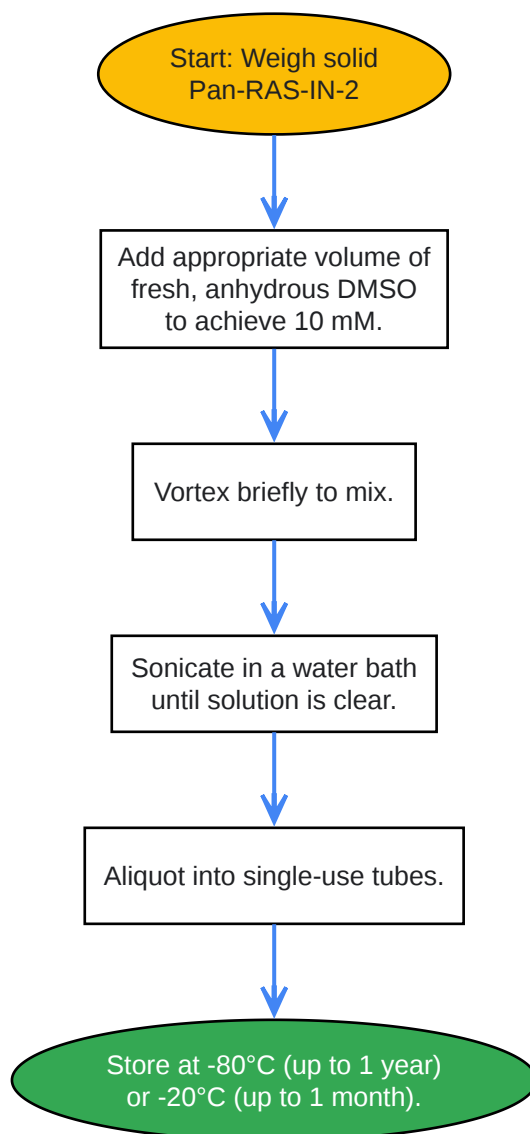 Start: Weigh solid
Pan-RAS-IN-2
Add appropriate volume of
fresh, anhydrous DMSO
to achieve 10 mM.
Vortex briefly to mix.
Sonicate in a water bath
until solution is clear.
Aliquot into single-use tubes.
Store at -80°C (up to 1 year)
or -20°C (up to 1 month).